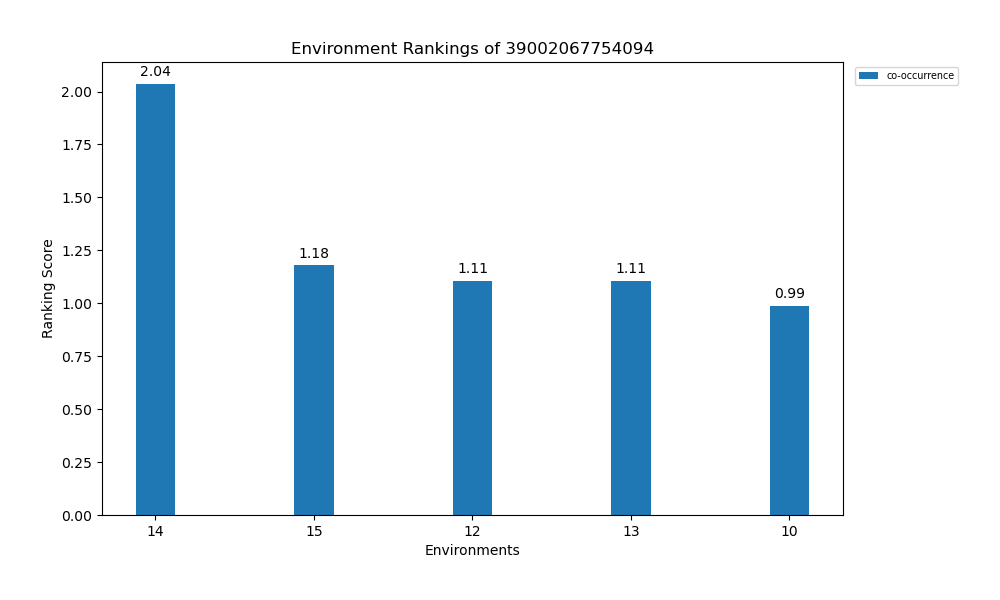 Environment Rankings of 39002067754094
co-occurrence
2.04
1.18
1.11
1.11
0.99
2.00
1.75
1.50
1.25
1.00
0.75
0.50
0.25
0.00
Ranking Score
14 15 12 13 10
Environments